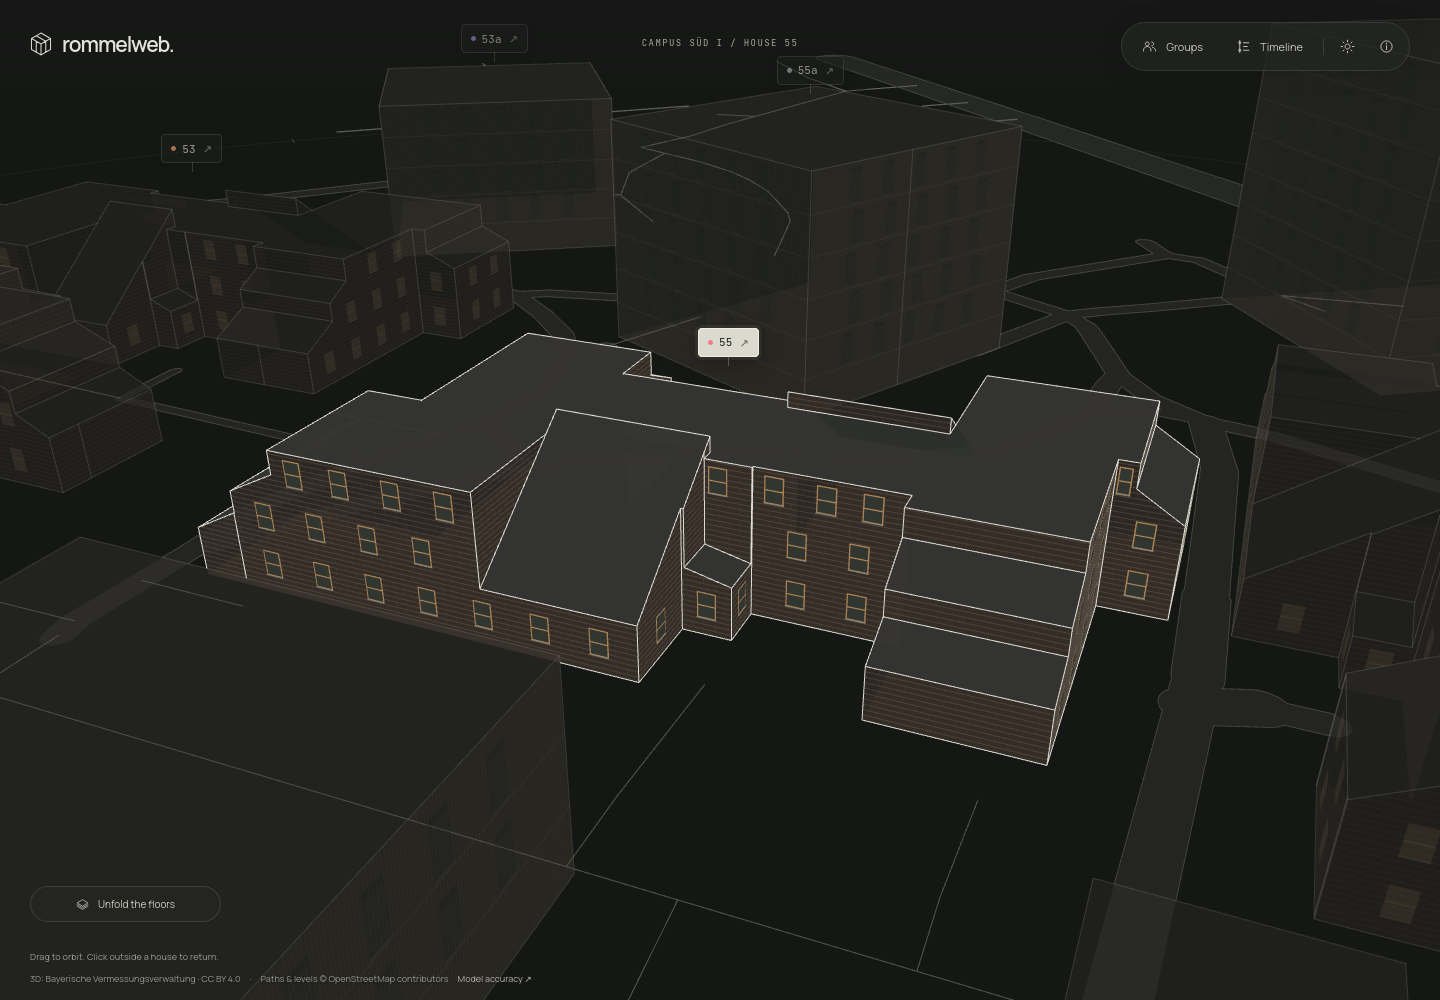 rommelweb.
53a ↗
CAMPUS SÜD I / HOUSE 55
Groups
Timeline
55a ↗
53 ↗
55 ↗
Unfold the floors
Drag to orbit. Click outside a house to return.
3D: Bayerische Vermessungsverwaltung · CC BY 4.0 · Paths & levels © OpenStreetMap contributors Model accuracy ↗